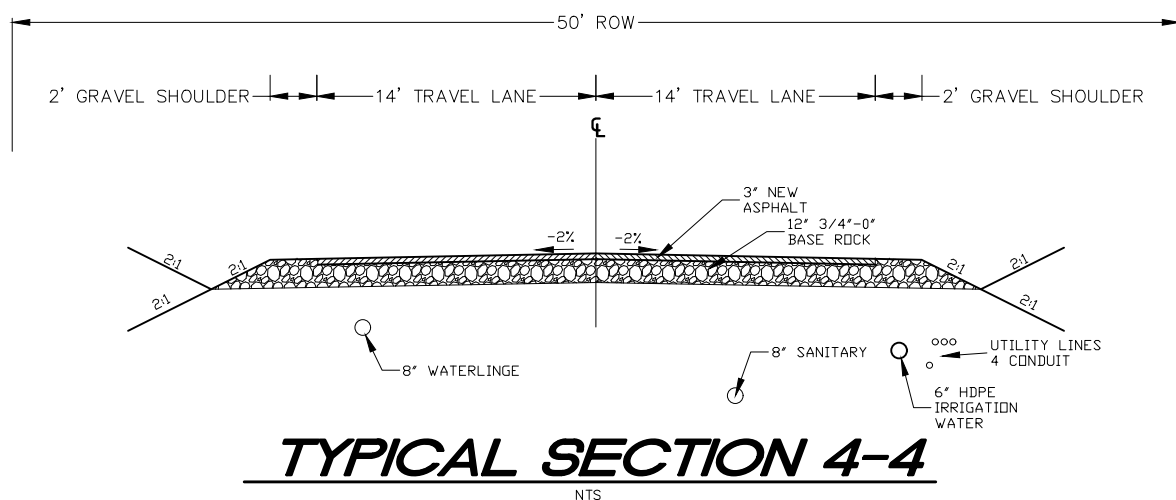 50' ROW
2' GRAVEL SHOULDER
14' TRAVEL LANE
14' TRAVEL LANE
2' GRAVEL SHOULDER
CL
3" NEW
ASPHALT
12" 3/4"-0"
BASE ROCK
-2%
-2%
2:1
2:1
2:1
2:1
2:1
2:1
8" WATERLINGE
8" SANITARY
UTILITY LINES
4 CONDUIT
6" HDPE
IRRIGATION
WATER
TYPICAL SECTION 4-4
NTS